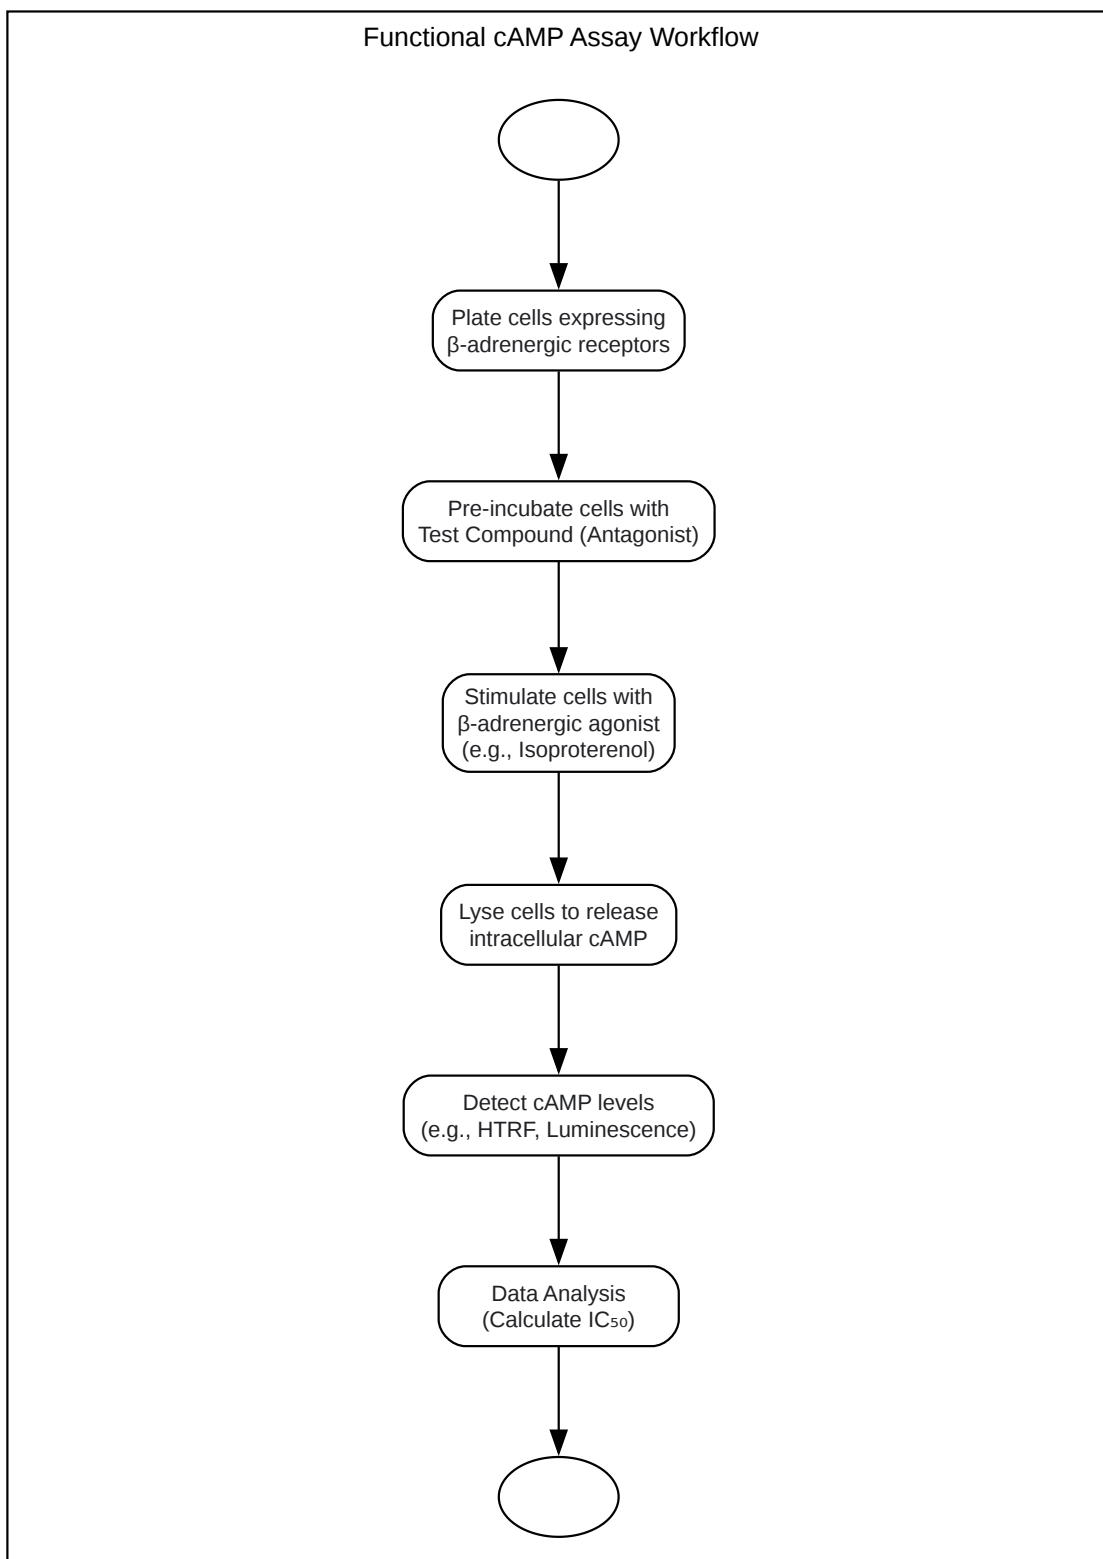 Functional cAMP Assay Workflow
Plate cells expressing
β-adrenergic receptors
Pre-incubate cells with
Test Compound (Antagonist)
Stimulate cells with
β-adrenergic agonist
(e.g., Isoproterenol)
Lyse cells to release
intracellular cAMP
Detect cAMP levels
(e.g., HTRF, Luminescence)
Data Analysis
(Calculate IC₅₀)